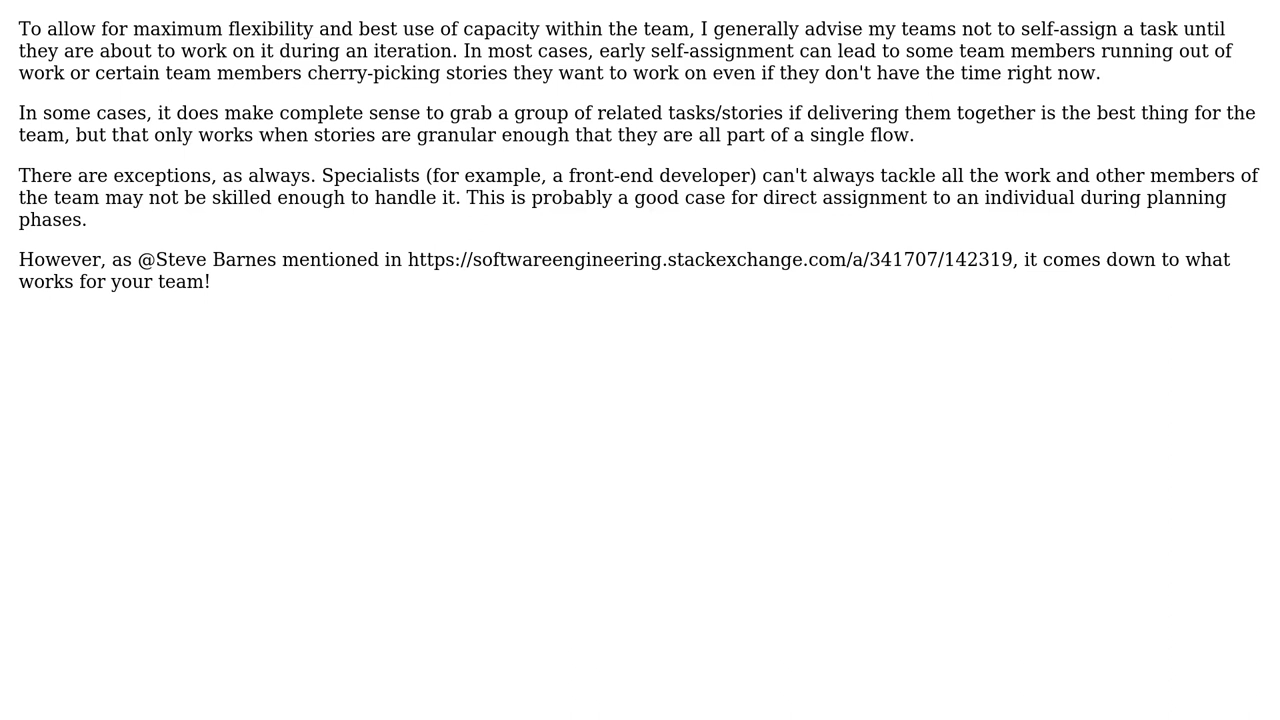 To allow for maximum flexibility and best use of capacity within the team, I generally advise my teams not to self-assign a task until
they are about to work on it during an iteration. In most cases, early self-assignment can lead to some team members running out of
work or certain team members cherry-picking stories they want to work on even if they don't have the time right now.
In some cases, it does make complete sense to grab a group of related tasks/stories if delivering them together is the best thing for the
team, but that only works when stories are granular enough that they are all part of a single flow.
There are exceptions, as always. Specialists (for example, a front-end developer) can't always tackle all the work and other members of
the team may not be skilled enough to handle it. This is probably a good case for direct assignment to an individual during planning
phases.
However, as @Steve Barnes mentioned in https://softwareengineering.stackexchange.com/a/341707/142319, it comes down to what
works for your team!